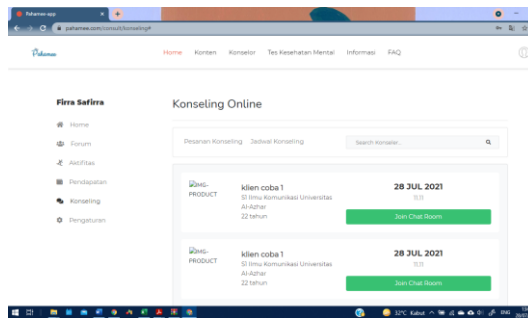 Pahamee-app
pahamee.com/consult/konseling#
Pahamee
Home Konten Konselor Tes Kesehatan Mental Informasi FAQ
Firra Safirra
Home
Forum
Aktifitas
Pendapatan
Konseling
Pengaturan
Konseling Online
Pesanan Konseling Jadwal Konseling
Search Konselor..
IMG-
PRODUCT
klien coba 1
S1 Ilmu Komunikasi Universitas
Al-Azhar
22 tahun
28 JUL 2021
Join Chat Room
IMG-
PRODUCT
klien coba 1
S1 Ilmu Komunikasi Universitas
Al-Azhar
22 tahun
28 JUL 2021
Join Chat Room
32°C Kabut
ENG